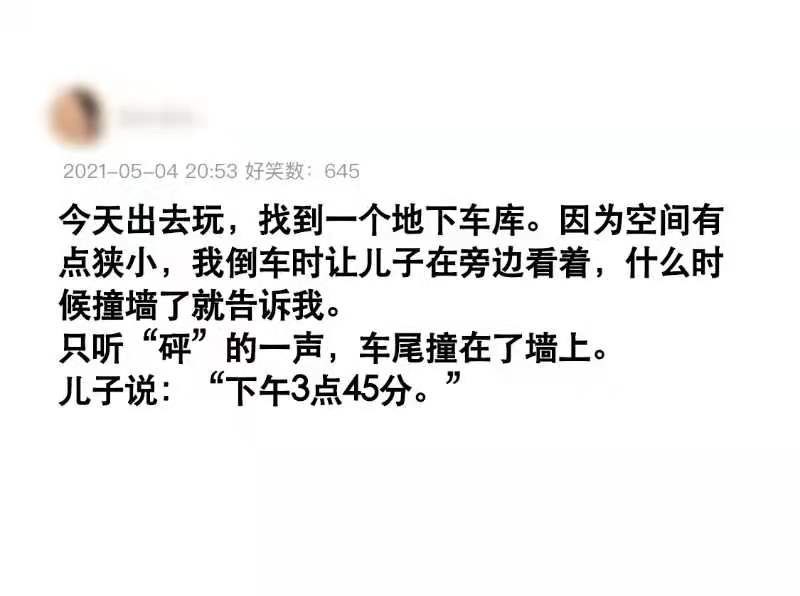 2021-05-04 20:53 好笑数：645
今天出去玩，找到一个地下车库。因为空间有
点狭小，我倒车时让儿子在旁边看着，什么时
候撞墙了就告诉我。
只听“砰”的一声，车尾撞在了墙上。
儿子说：“下午3点45分。”